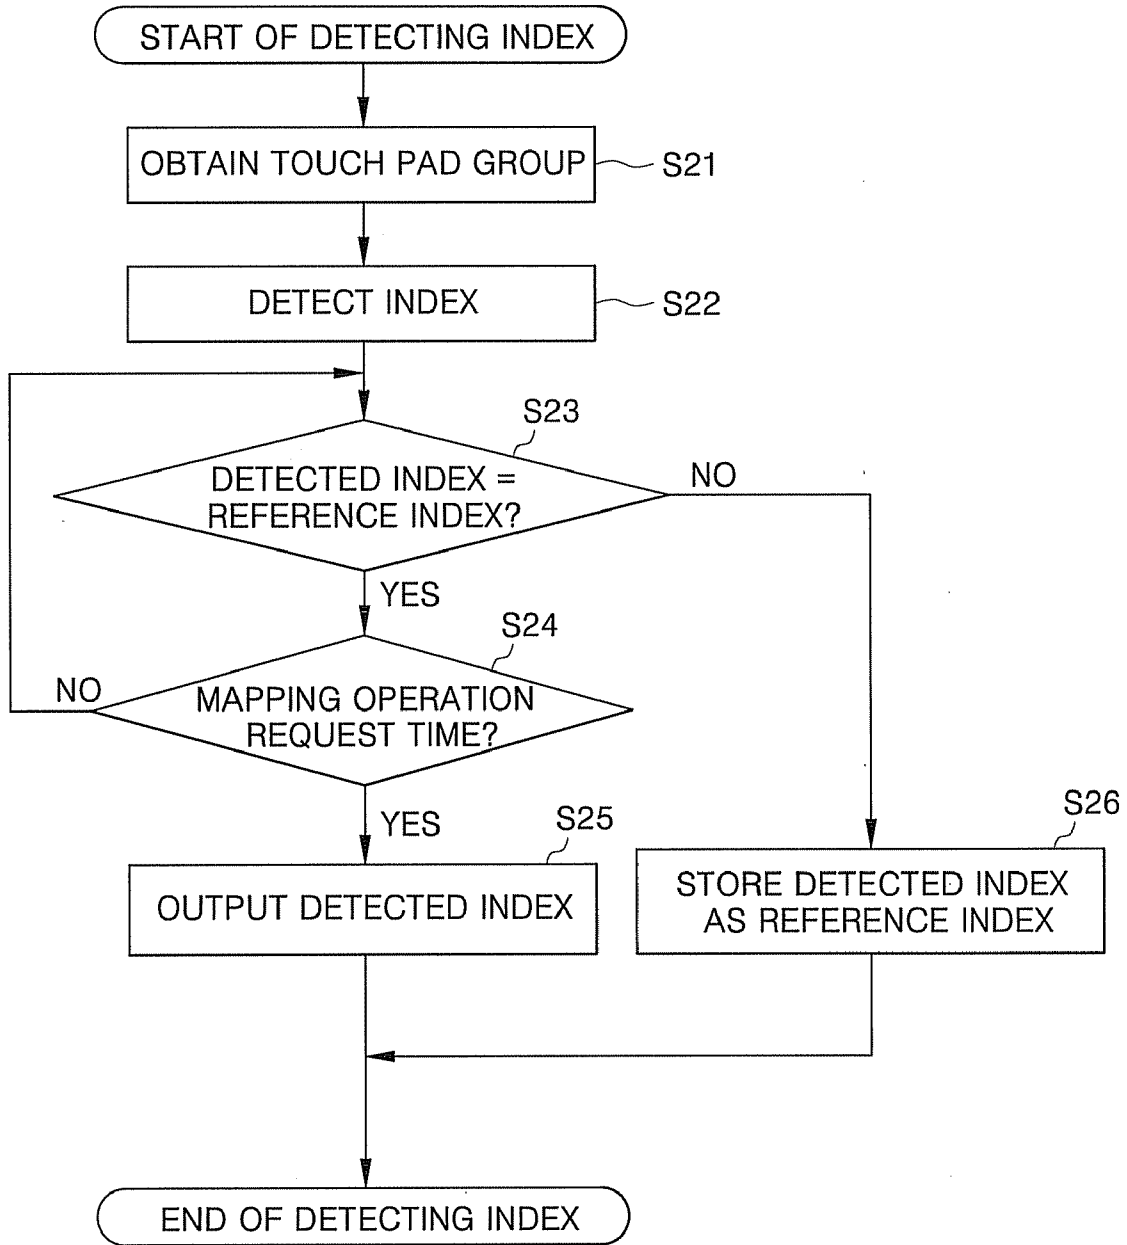 START OF DETECTING INDEX
OBTAIN TOUCH PAD GROUP
S21
DETECT INDEX
S22
S23
DETECTED INDEX =
REFERENCE INDEX?
NO
YES
S24
NO
MAPPING OPERATION
REQUEST TIME?
YES
S25
S26
OUTPUT DETECTED INDEX
STORE DETECTED INDEX
AS REFERENCE INDEX
END OF DETECTING INDEX